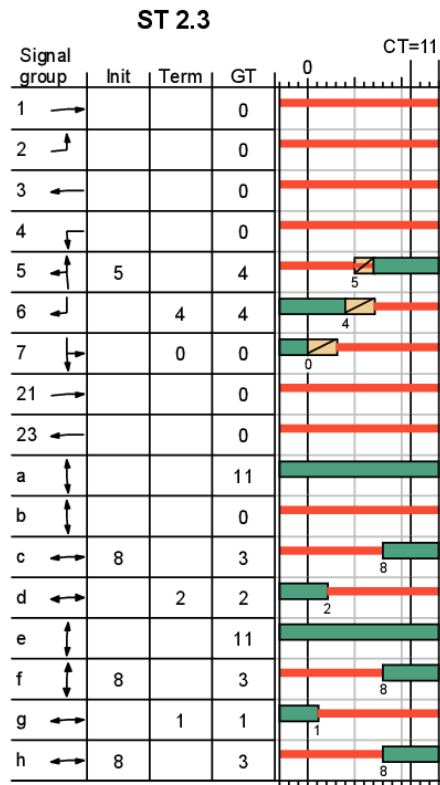 ST 2.3
CT=11
Signal group Init Term GT 0
1 0
2 0
3 0
4 0
5 5 4 5
6 4 4 4
7 0 0 0
21 0
23 0
a 11
b 0
c 8 3 8
d 2 2 2
e 11
f 8 3 8
g 1 1 1
h 8 3 8